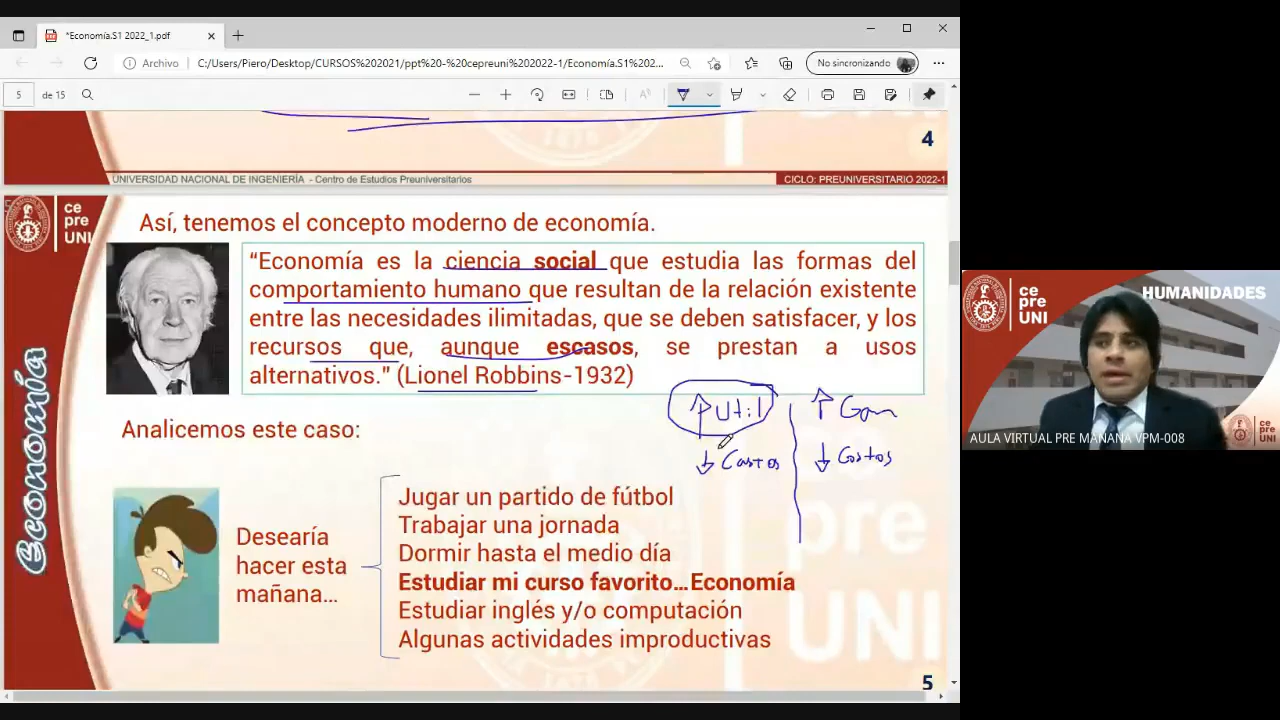 *Economía.S1 2022_1.pdf
Archivo
C:/Users/Piero/Desktop/CURSOS%202021/ppt%20-%20cepreuni%202022-1/Economía.S1%202...
No sincronizando
5 de 15
4
UNIVERSIDAD NACIONAL DE INGENIERÍA - Centro de Estudios Preuniversitarios
CICLO: PREUNIVERSITARIO 2022-1
ce
pre
UNI
Así, tenemos el concepto moderno de economía.
“Economía es la ciencia social que estudia las formas del
comportamiento humano que resultan de la relación existente
entre las necesidades ilimitadas, que se deben satisfacer, y los
recursos que, aunque escasos, se prestan a usos
alternativos.” (Lionel Robbins-1932)
↑ Util
↓ Costos
↑ Gan
↓ Costos
Economía
Analicemos este caso:
Desearía
hacer esta
mañana...
Jugar un partido de fútbol
Trabajar una jornada
Dormir hasta el medio día
Estudiar mi curso favorito...Economía
Estudiar inglés y/o computación
Algunas actividades improductivas
pre
UNI
5
ce
pre
UNI
HUMANIDADES
AULA VIRTUAL PRE MAÑANA VPM-008